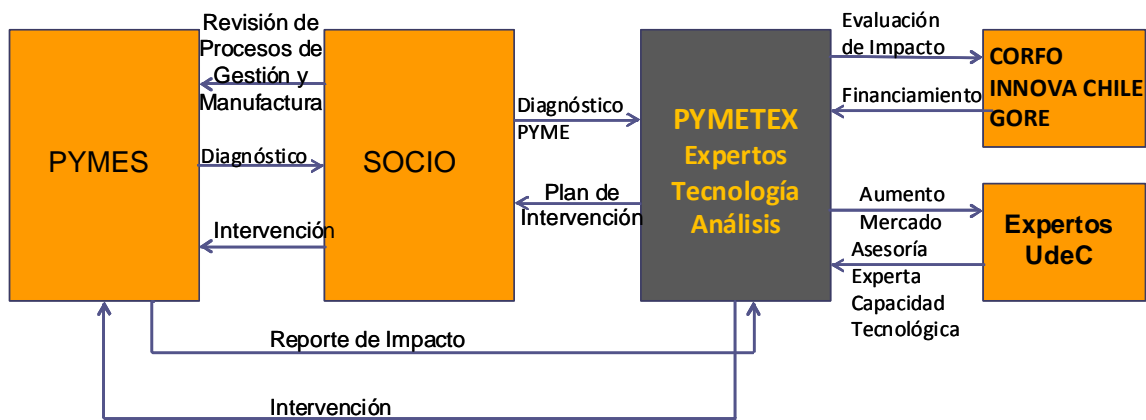 Revisión de
Procesos de
Gestión y
Manufactura
PYMES
Diagnóstico
Intervención
SOCIO
Diagnóstico
PYME
Plan de
Intervención
PYMETEX
Expertos
Tecnología
Análisis
Evaluación
de Impacto
Financiamiento
CORFO
INNOVA CHILE
GORE
Aumento
Mercado
Asesoría
Experta
Capacidad
Tecnológica
Expertos
UdeC
Reporte de Impacto
Intervención